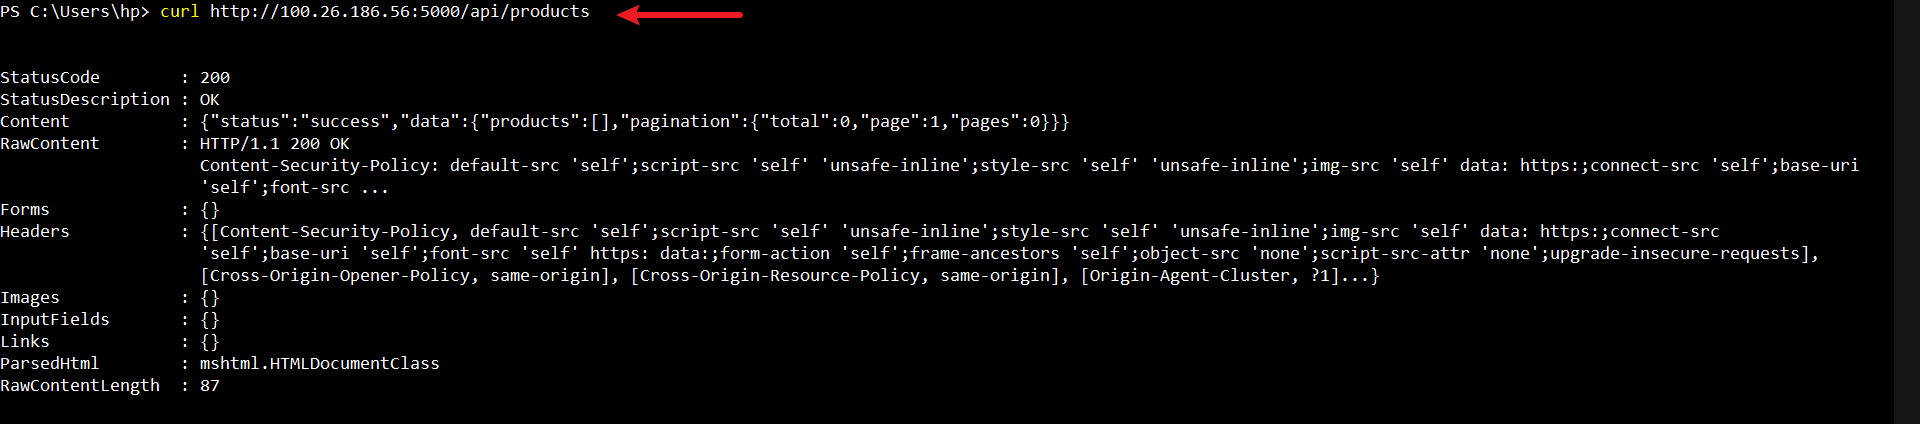 PS C:\Users\hp> curl http://100.26.186.56:5000/api/products
StatusCode        : 200
StatusDescription : OK
Content           : {"status":"success","data":{"products":[],"pagination":{"total":0,"page":1,"pages":0}}}
RawContent        : HTTP/1.1 200 OK
                    Content-Security-Policy: default-src 'self';script-src 'self' 'unsafe-inline';style-src 'self' 'unsafe-inline';img-src 'self' data: https:;connect-src 'self';base-uri
                    'self';font-src ...
Forms             : {}
Headers           : {[Content-Security-Policy, default-src 'self';script-src 'self' 'unsafe-inline';style-src 'self' 'unsafe-inline';img-src 'self' data: https:;connect-src
                    'self';base-uri 'self';font-src 'self' https: data:;form-action 'self';frame-ancestors 'self';object-src 'none';script-src-attr 'none';upgrade-insecure-requests],
                    [Cross-Origin-Opener-Policy, same-origin], [Cross-Origin-Resource-Policy, same-origin], [Origin-Agent-Cluster, ?1]...}
Images            : {}
InputFields       : {}
Links             : {}
ParsedHtml        : mshtml.HTMLDocumentClass
RawContentLength  : 87